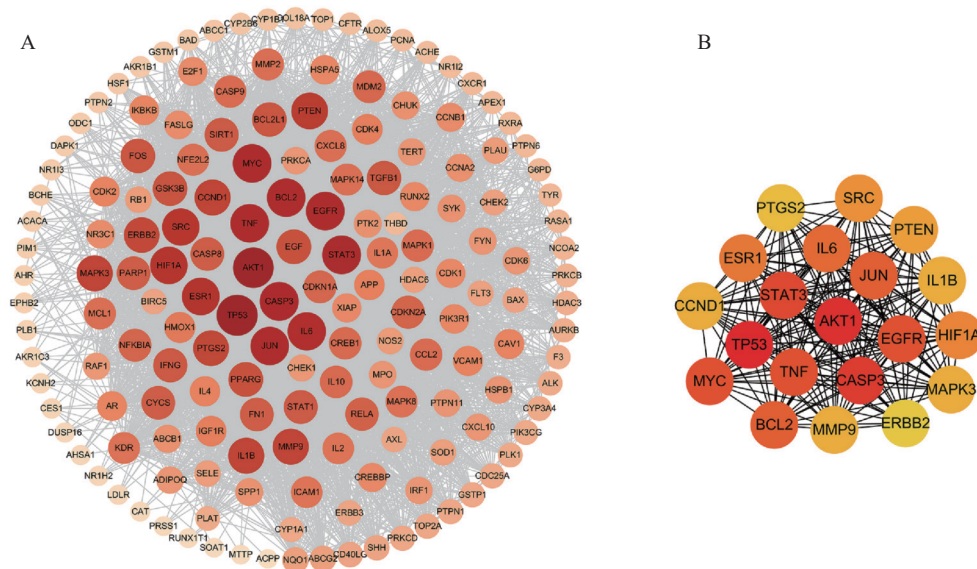 A
B
CYP2B6 CYP1B1 COL18A TOP1 CFTR
ABCC1 ALOX5
BAD PCNA
GSTM1 ACHE
AKR1B1 NR1I2
HSF1 CXCR1
PTPN2 APEX1
ODC1 RXRA
DAPK1 PTPN6
NR1I3 G6PD
BCHE TYR
ACACA RASA1
PIM1 NCOA2
AHR PRKCB
EPHB2 HDAC3
PLB1 AURKB
AKR1C3 F3
KCNH2 ALK
CES1 CYP3A4
DUSP16 PIK3CG
AHSA1 PLK1
NR1H2 CDC25A
LDLR GSTP1
CAT PTPN1
PRSS1 TOP2A
RUNX1T1 PRKCD
SOAT1 SHH
MTTP CD40LG
ACPP NQO1 ABCG2
E2F1 MMP2 HSPA5
CASP9 MDM2
IKBKB PTEN CHUK CCNB1
FASLG BCL2L1 CDK4
SIRT1 CXCL8 TERT PLAU
FOS NFE2L2 MYC PRKCA CCNA2
MAPK14 TGFB1
CDK2 RB1 GSK3B CCND1 BCL2 RUNX2 CHEK2
EGFR SYK
TNF PTK2 THBD
NR3C1 ERBB2 SRC FYN
EGF STAT3 IL1A MAPK1 CDK6
MAPK3 PARP1 HIF1A CASP8 AKT1 HDAC6 CDK1
CDKN1A APP FLT3 BAX
MCL1 BIRC5 ESR1 CASP3 XIAP CDKN2A
HMOX1 TP53 IL6 PIK3R1
NFKBIA PTGS2 JUN CREB1 NOS2 CAV1
RAF1 IFNG CHEK1 CCL2 VCAM1
PPARG MPO
AR CYCS IL4 IL10 MAPK8 HSPB1
FN1 STAT1 RELA PTPN11
IGF1R CXCL10
KDR ABCB1 MMP9 IL2 AXL SOD1
IL1B
ADIPOQ SELE CREBBP
SPP1 ICAM1 IRF1
PLAT ERBB3
CYP1A1
PTGS2 SRC
PTEN
ESR1 IL6
JUN IL1B
CCND1 STAT3
AKT1
TP53 EGFR HIF1A
MYC TNF CASP3 MAPK3
BCL2 MMP9 ERBB2